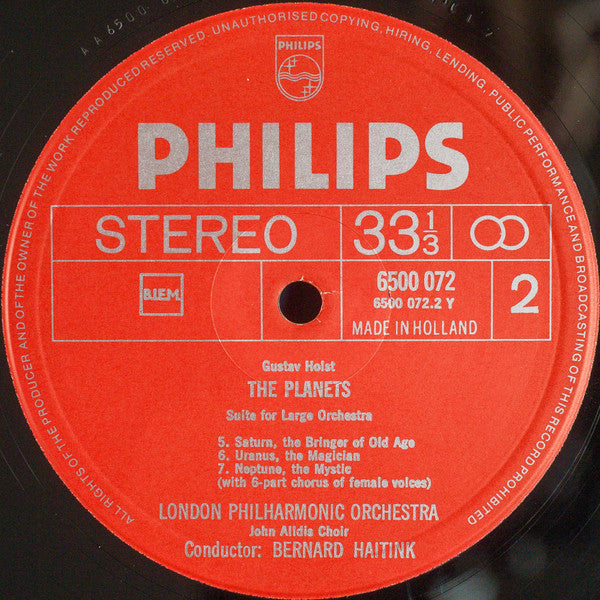 ALL RIGHTS OF THE PRODUCER AND OF THE OWNER OF THE WORK REPRODUCED RESERVED. UNAUTHORISED COPYING, HIRING, LENDING, PUBLIC PERFORMANCE AND BROADCASTING OF THIS RECORD PROHIBITED
PHILIPS
PHILIPS
STEREO 33 1/3
B.I.E.M. 6500 072 2
6500 072.2 Y
MADE IN HOLLAND
Gustav Holst
THE PLANETS
Suite for Large Orchestra
5. Saturn, the Bringer of Old Age
6. Uranus, the Magician
7. Neptune, the Mystic
(with 6-part chorus of female voices)
LONDON PHILHARMONIC ORCHESTRA
John Alldis Choir
Conductor: BERNARD HAITINK